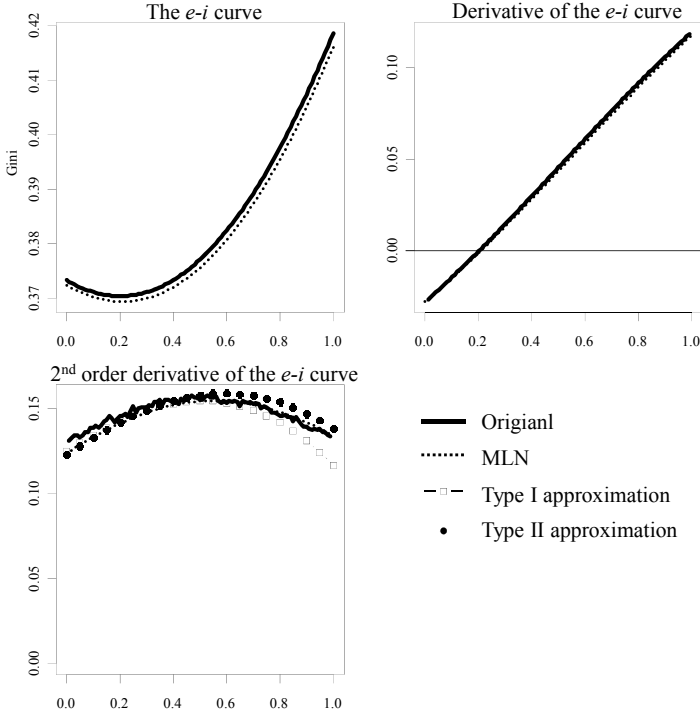 The e-i curve
0.42
0.41
0.40
0.39
0.38
0.37
Gini
0.0 0.2 0.4 0.6 0.8 1.0
Derivative of the e-i curve
0.10
0.05
0.00
0.0 0.2 0.4 0.6 0.8 1.0
2nd order derivative of the e-i curve
0.15
0.10
0.05
0.00
0.0 0.2 0.4 0.6 0.8 1.0
Origianl
MLN
Type I approximation
Type II approximation